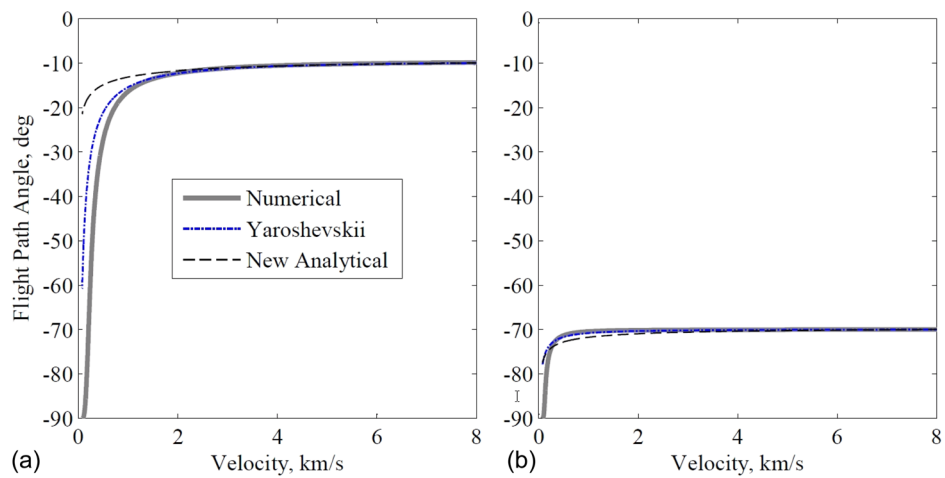 0
-10
-20
-30
-40
-50
-60
-70
-80
-90
Flight Path Angle, deg
Numerical
Yaroshevskii
New Analytical
0 2 4 6 8
(a) Velocity, km/s
0
-10
-20
-30
-40
-50
-60
-70
-80
-90
0 2 4 6 8
(b) Velocity, km/s